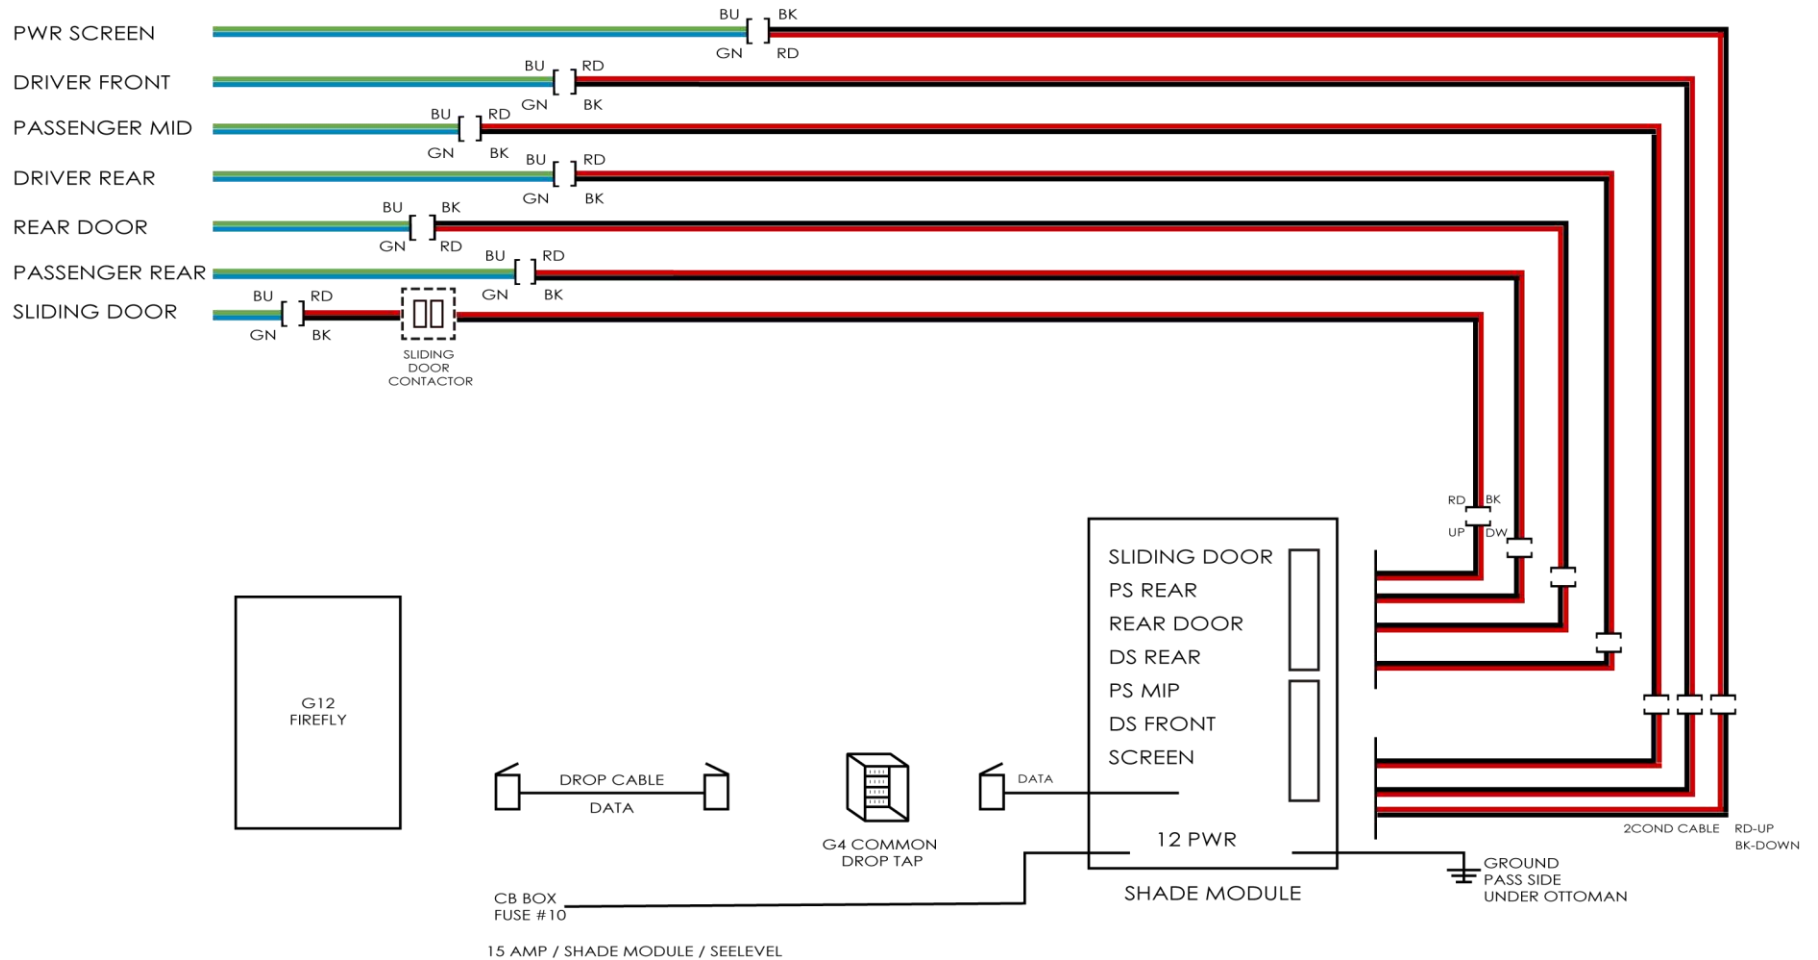 BU BK
PWR SCREEN
GN RD
BU RD
DRIVER FRONT
GN BK
BU RD
PASSENGER MID
GN BK
BU RD
DRIVER REAR
GN BK
BU BK
REAR DOOR
GN RD
BU RD
PASSENGER REAR
GN BK
BU RD
SLIDING DOOR
GN BK
SLIDING
DOOR
CONTACTOR
RD BK
UP DW
SLIDING DOOR
PS REAR
REAR DOOR
DS REAR
PS MIP
DS FRONT
SCREEN
12 PWR
SHADE MODULE
G12
FIREFLY
DROP CABLE
DATA
G4 COMMON
DROP TAP
DATA
2COND CABLE RD-UP
BK-DOWN
GROUND
PASS SIDE
UNDER OTTOMAN
CB BOX
FUSE #10
15 AMP / SHADE MODULE / SEELEVEL